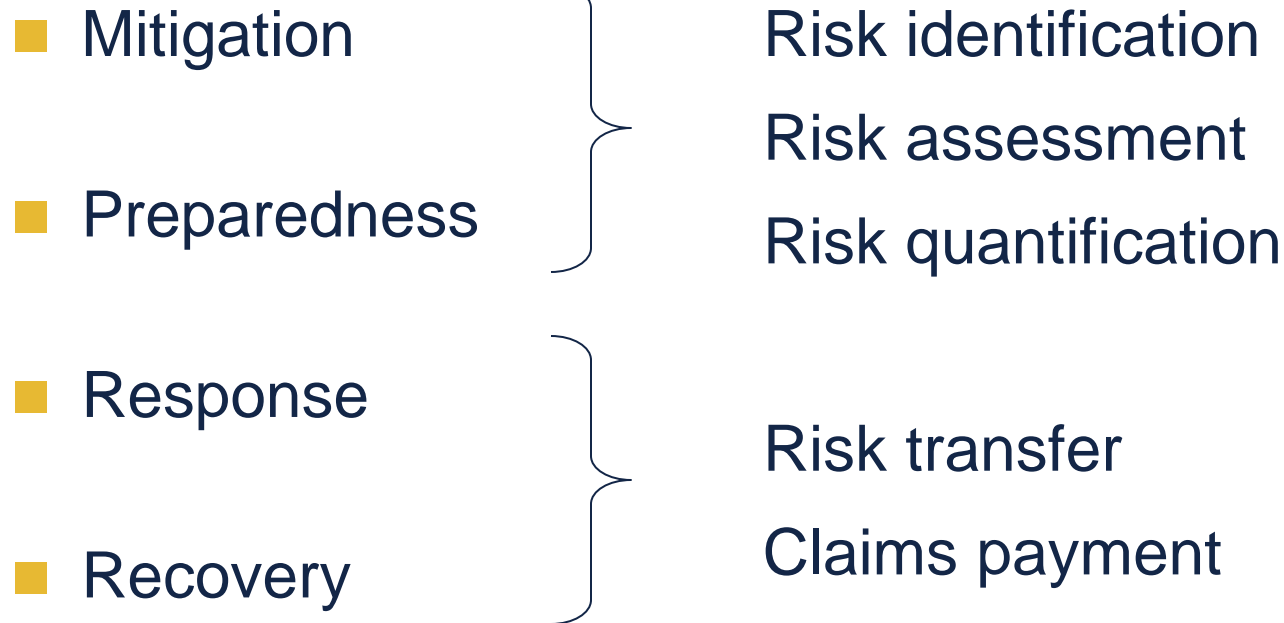 Mitigation
Preparedness
Response
Recovery
Risk identification
Risk assessment
Risk quantification
Risk transfer
Claims payment